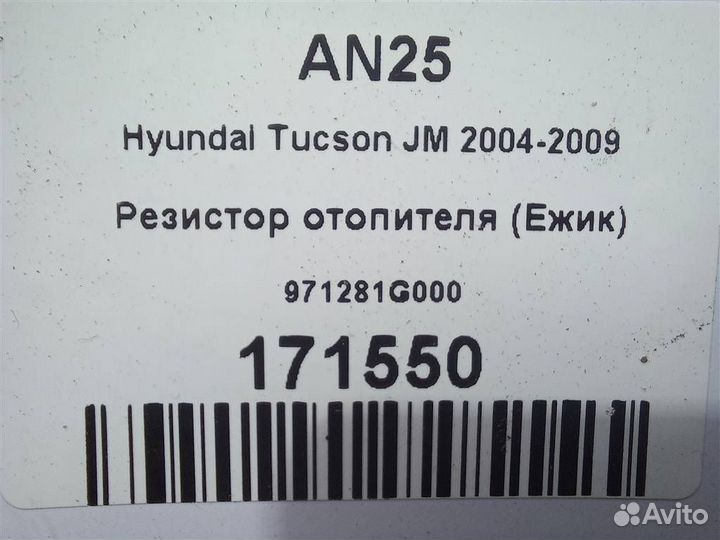 AN25
Hyundai Tucson JM 2004-2009
Резистор отопителя (Ежик)
971281G000
171550
Avito